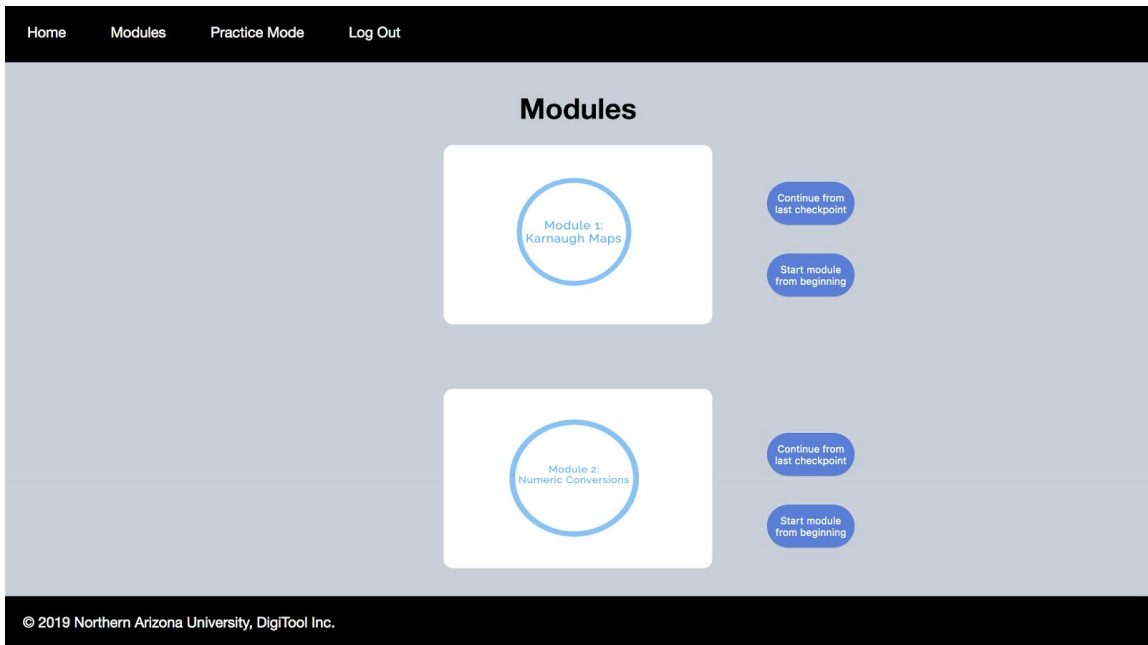 Home Modules Practice Mode Log Out
Modules
Module 1:
Karnaugh Maps
Continue from
last checkpoint
Start module
from beginning
Module 2:
Numeric Conversions
Continue from
last checkpoint
Start module
from beginning
© 2019 Northern Arizona University, DigiTool Inc.